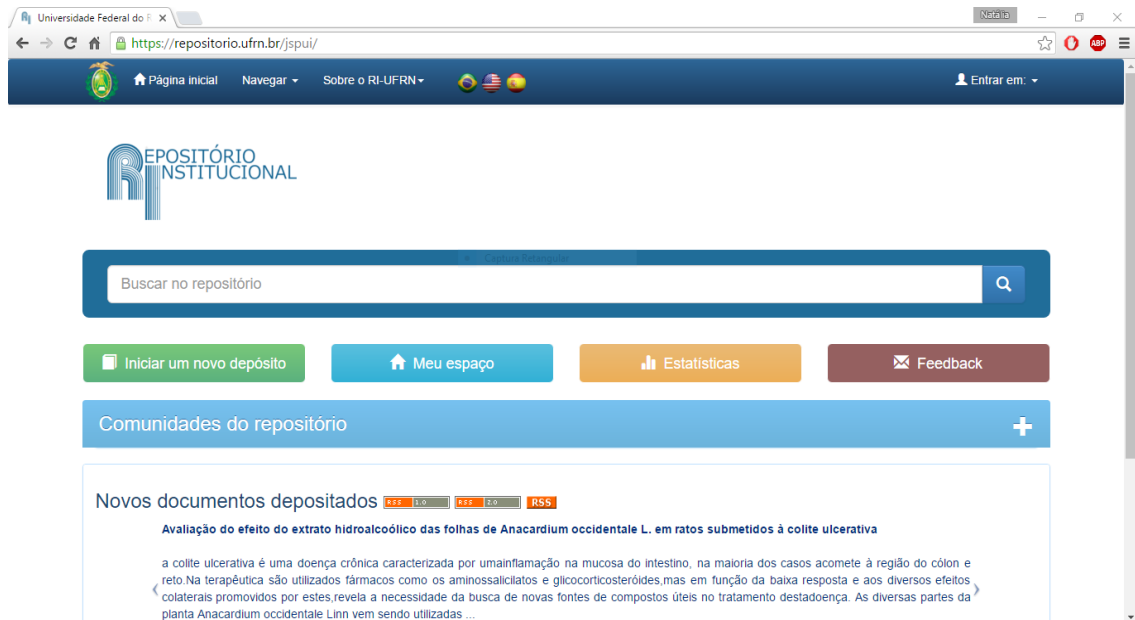 Universidade Federal do R
Natália
https://repositorio.ufrn.br/jspui/
ABP
Página inicial Navegar Sobre o RI-UFRN Entrar em:
REPOSITÓRIO
INSTITUCIONAL
Captura Retangular
Buscar no repositório
Iniciar um novo depósito Meu espaço Estatísticas Feedback
Comunidades do repositório
Novos documentos depositados RSS 1.0 RSS 2.0 RSS
Avaliação do efeito do extrato hidroalcoólico das folhas de Anacardium occidentale L. em ratos submetidos à colite ulcerativa
a colite ulcerativa é uma doença crônica caracterizada por umainflamação na mucosa do intestino, na maioria dos casos acomete à região do cólon e
reto.Na terapêutica são utilizados fármacos como os aminossalicilatos e glicocorticosteróides,mas em função da baixa resposta e aos diversos efeitos
colaterais promovidos por estes,revela a necessidade da busca de novas fontes de compostos úteis no tratamento destadoença. As diversas partes da
planta Anacardium occidentale Linn vem sendo utilizadas ...